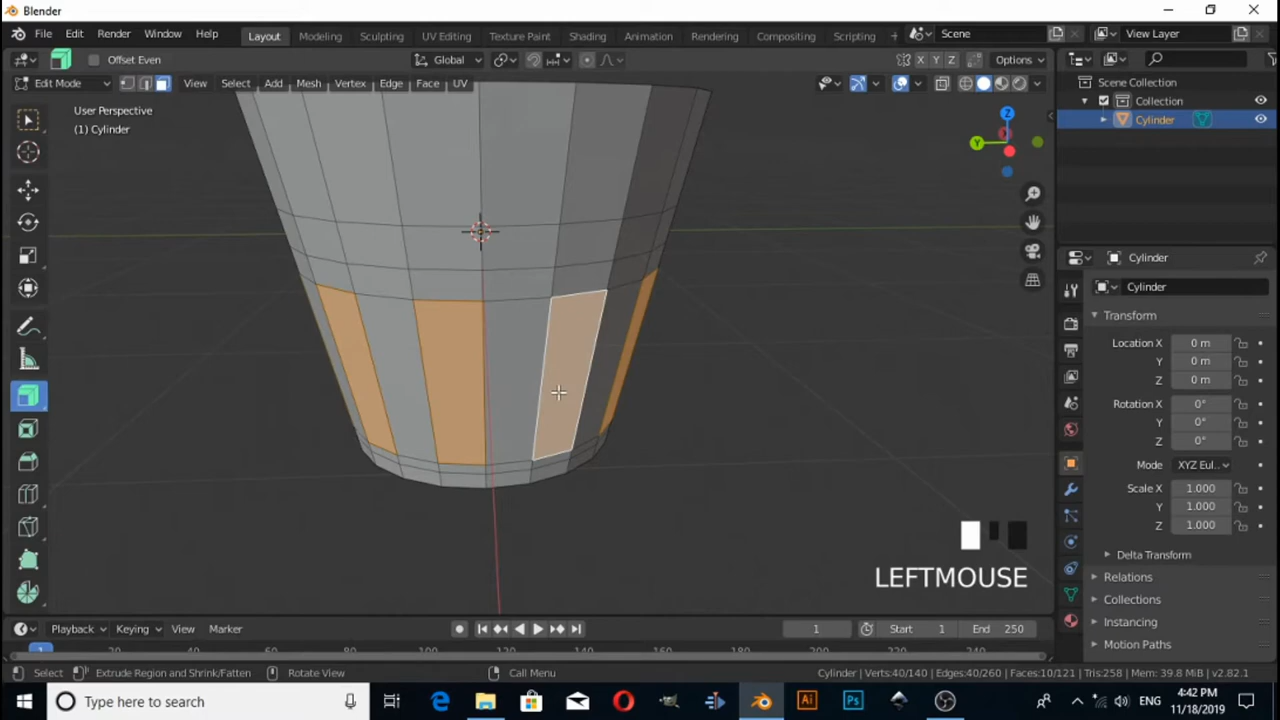 Blender
File Edit Render Window Help Layout Modeling Sculpting UV Editing Texture Paint Shading Animation Rendering Compositing Scripting + Scene View Layer
Offset Even Global X Y Z Options
Edit Mode View Select Add Mesh Vertex Edge Face UV
Scene Collection
Collection
Cylinder
User Perspective
(1) Cylinder
Z
Y
Cylinder
Cylinder
Transform
Location X 0 m
Y 0 m
Z 0 m
Rotation X 0°
Y 0°
Z 0°
Mode XYZ Eul..
Scale X 1.000
Y 1.000
Z 1.000
Delta Transform
Relations
Collections
Instancing
Motion Paths
LEFTMOUSE
Playback Keying View Marker 1 Start 1 End 250
1
Select Extrude Region and Shrink/Fatten Rotate View Call Menu Cylinder | Verts:40/140 | Edges:40/260 | Faces:10/121 | Tris:258 | Mem: 39.8 MiB | v2.82.1
Type here to search Ai Ps ENG 4:42 PM
11/18/2019